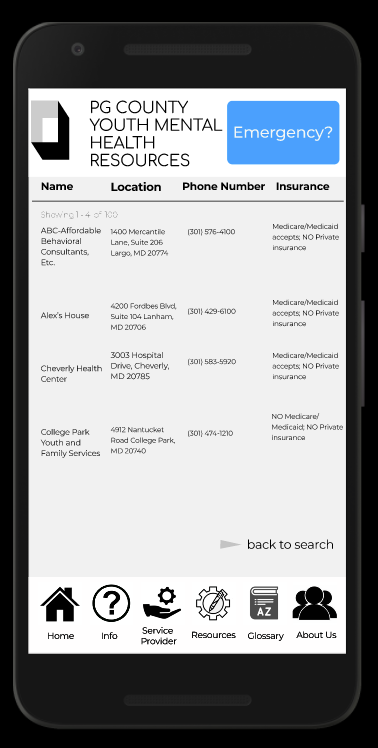 PG COUNTY
YOUTH MENTAL
HEALTH
RESOURCES
Emergency?
Name Location Phone Number Insurance
Showing 1 - 4 of 100
ABC-Affordable
Behavioral
Consultants,
Etc.
1400 Mercantile
Lane, Suite 206
Largo, MD 20774
(301) 576-4100
Medicare/Medicaid
accepts; NO Private
insurance
Alex's House
4200 Fordbes Blvd,
Suite 104 Lanham,
MD 20706
(301) 429-6100
Medicare/Medicaid
accepts; NO Private
insurance
Cheverly Health
Center
3003 Hospital
Drive, Cheverly,
MD 20785
(301) 583-5920
Medicare/Medicaid
accepts; NO Private
insurance
College Park
Youth and
Family Services
4912 Nantucket
Road College Park,
MD 20740
(301) 474-1210
NO Medicare/
Medicaid; NO Private
insurance
back to search
?
AZ
Home
Info
Service
Provider
Resources
Glossary
About Us